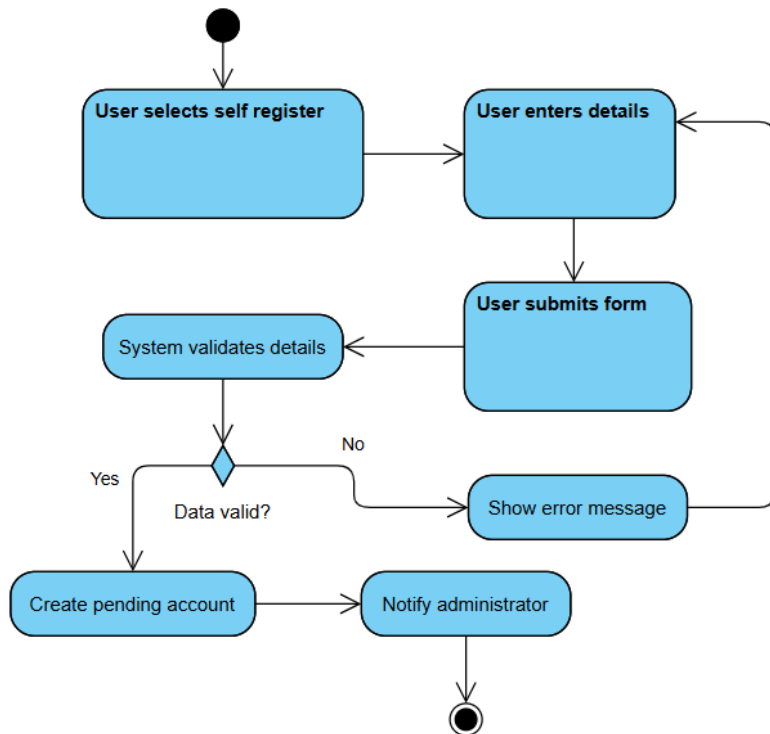 User selects self register
User enters details
User submits form
System validates details
No
Yes
Data valid?
Show error message
Create pending account
Notify administrator